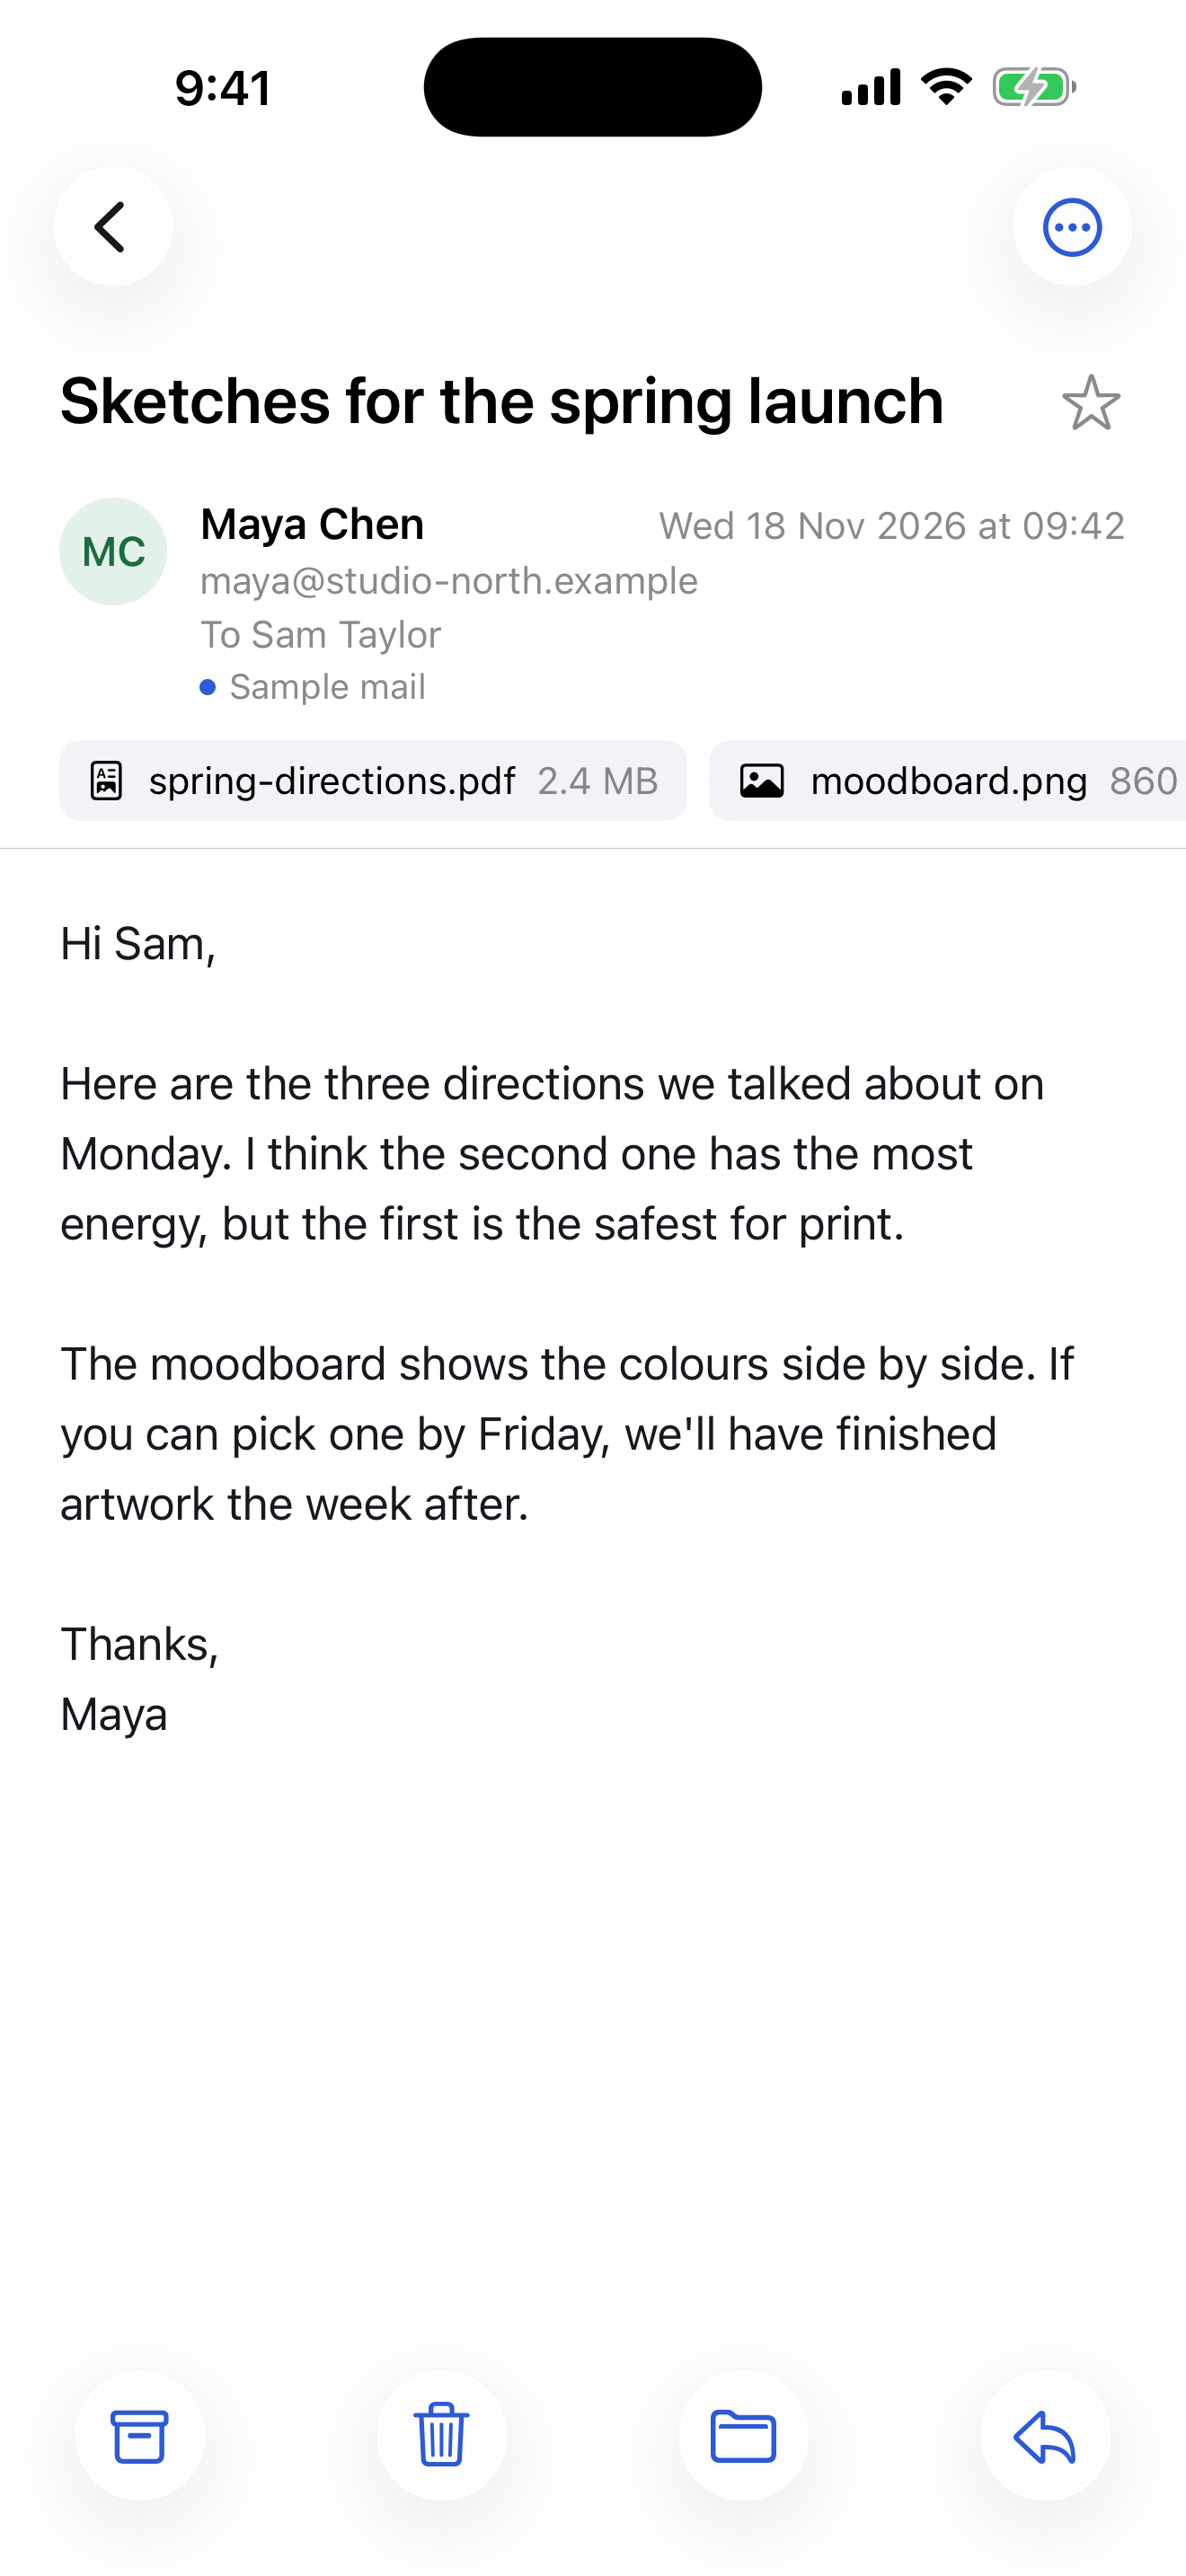 9:41
Sketches for the spring launch
MC
Maya Chen
Wed 18 Nov 2026 at 09:42
maya@studio-north.example
To Sam Taylor
Sample mail
spring-directions.pdf 2.4 MB
moodboard.png 860
Hi Sam,
Here are the three directions we talked about on
Monday. I think the second one has the most
energy, but the first is the safest for print.
The moodboard shows the colours side by side. If
you can pick one by Friday, we'll have finished
artwork the week after.
Thanks,
Maya